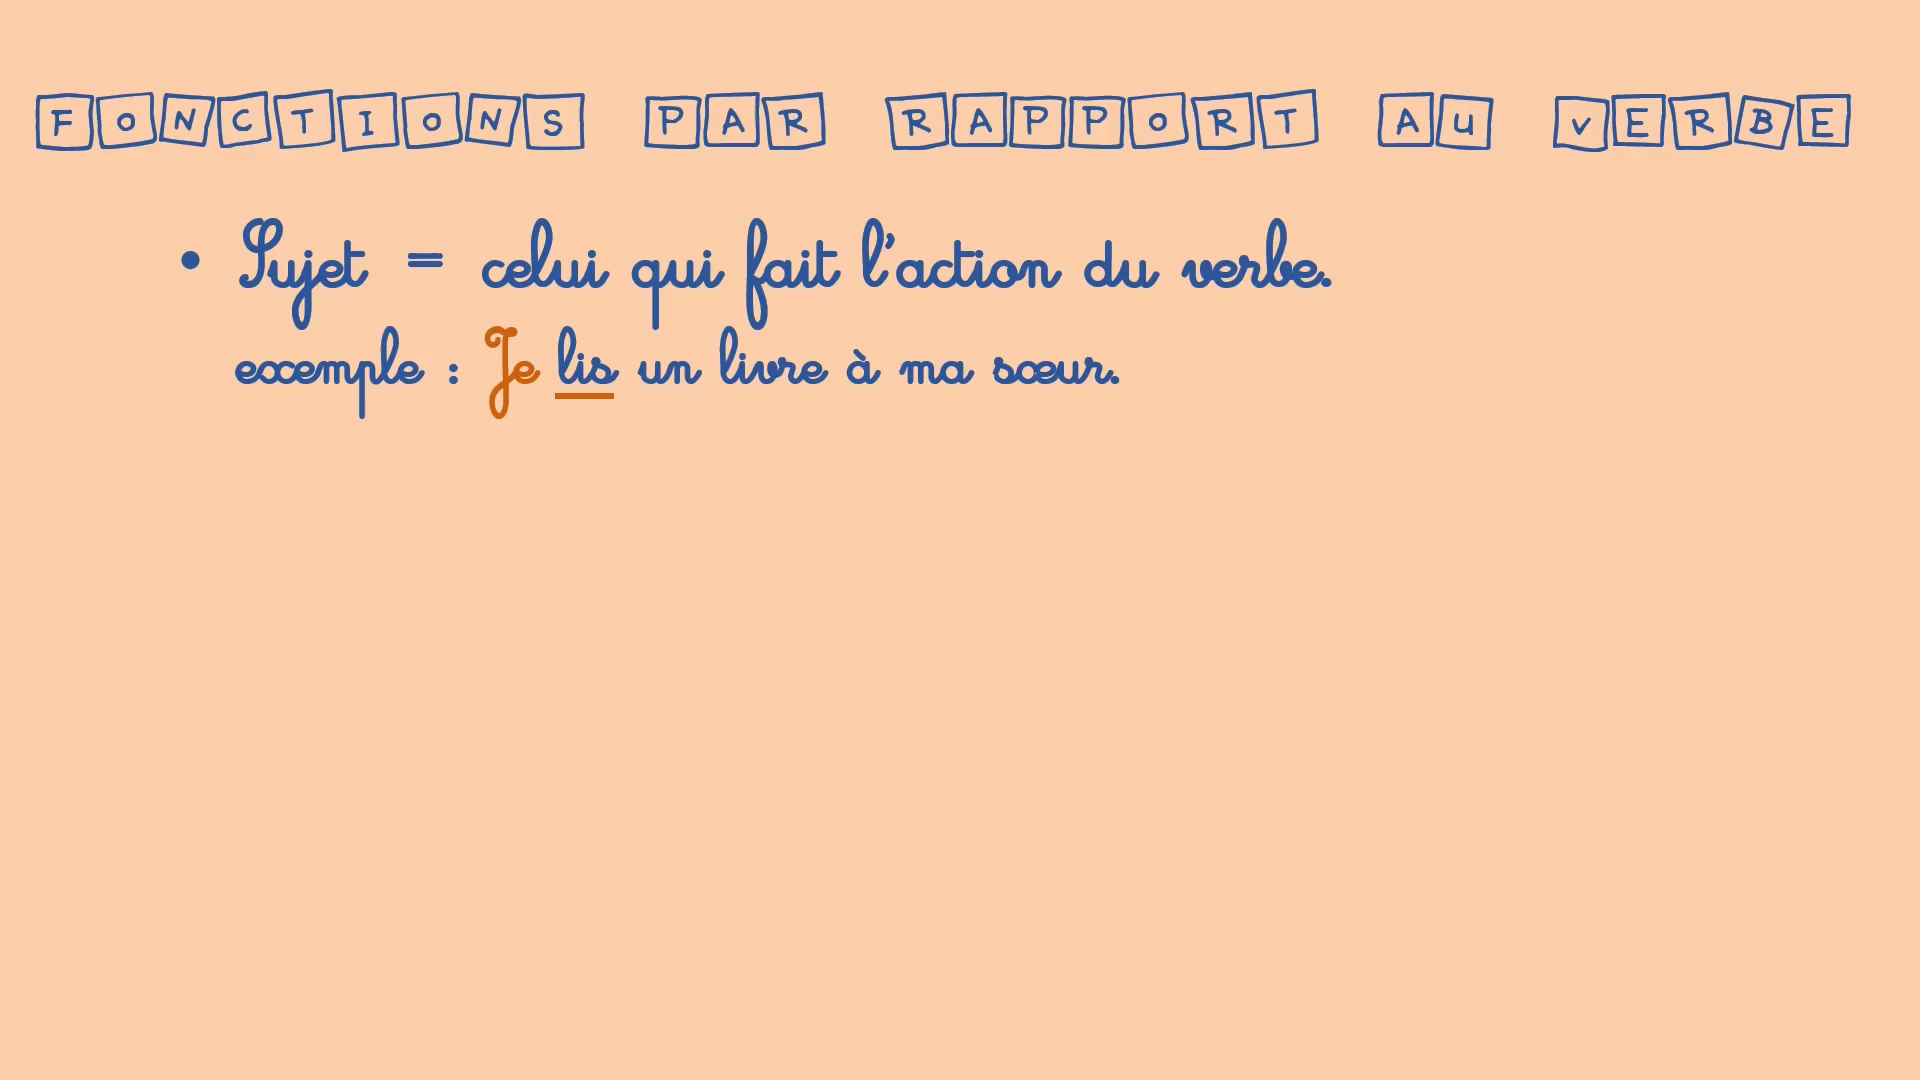 FONCTIONS PAR RAPPORT AU VERBE
• Sujet = celui qui fait l'action du verbe.
exemple : Je lis un livre à ma sœur.